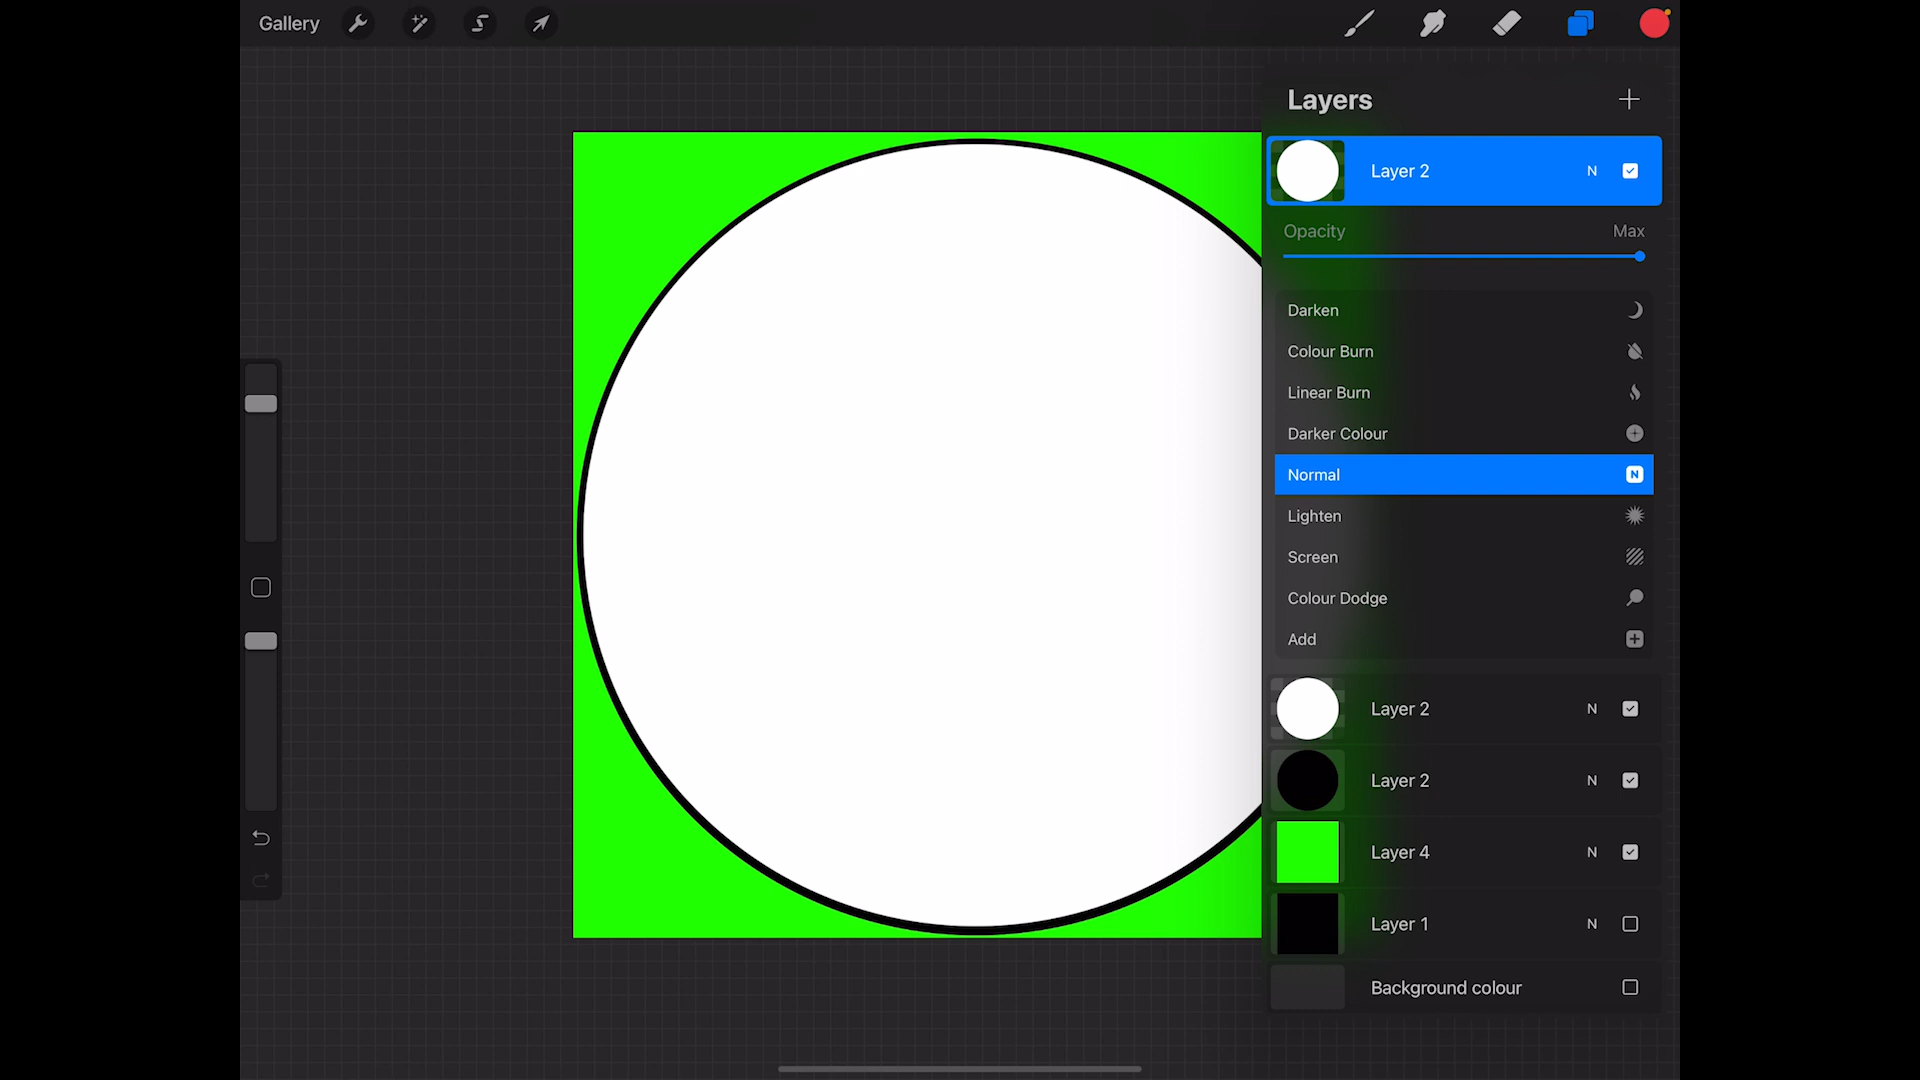 Gallery
Layers
Layer 2 N
Opacity Max
Darken
Colour Burn
Linear Burn
Darker Colour
Normal N
Lighten
Screen
Colour Dodge
Add
Layer 2 N
Layer 2 N
Layer 4 N
Layer 1 N
Background colour